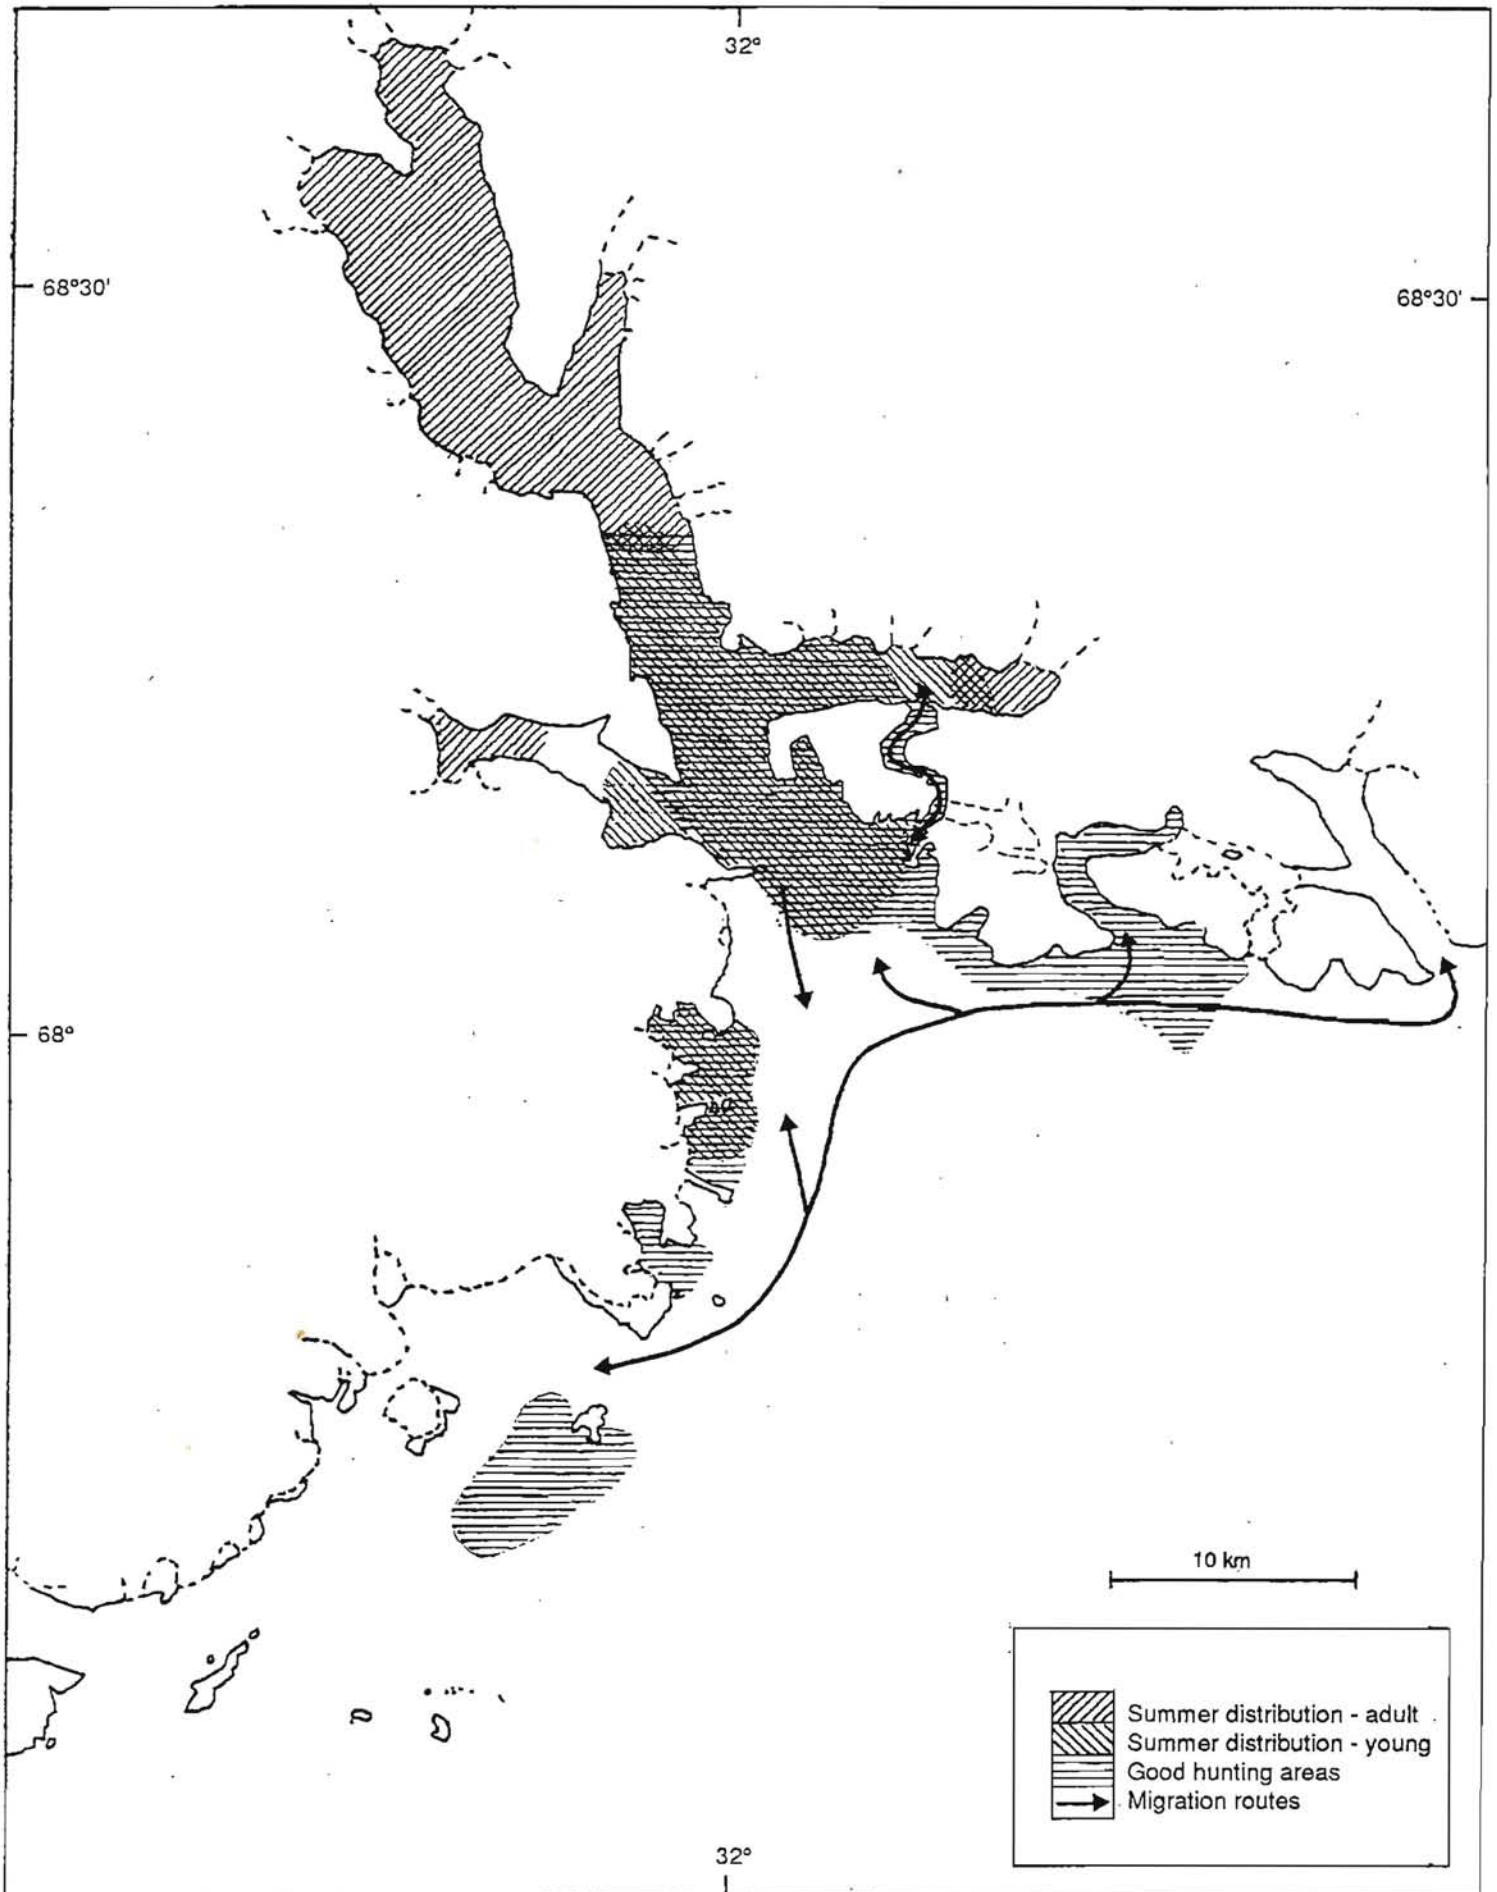 32°
68°30'
68°30'
68°
10 km
Summer distribution - adult
Summer distribution - young
Good hunting areas
Migration routes
32°